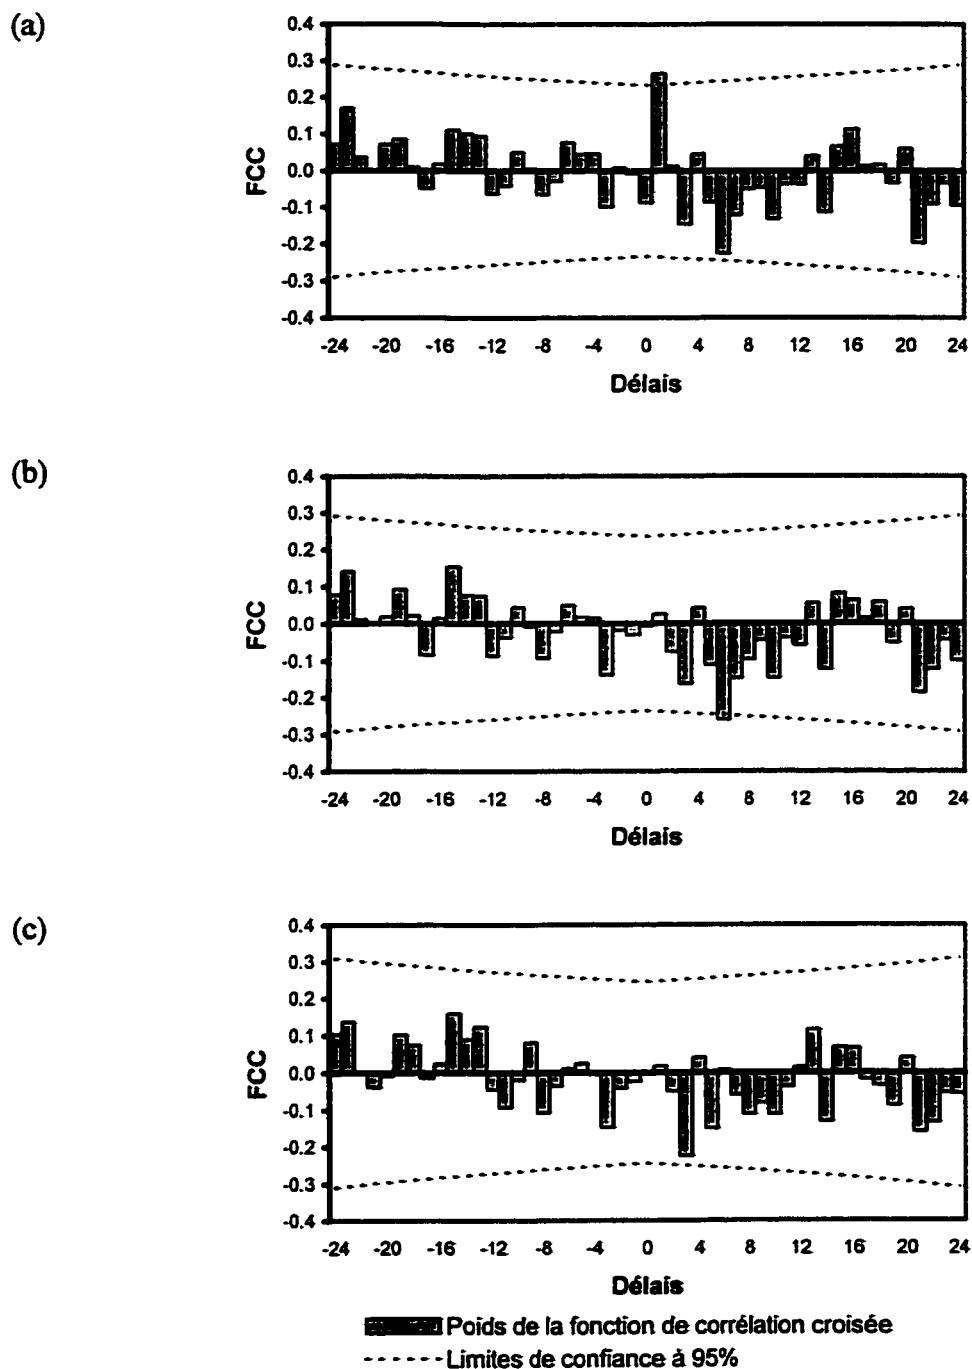 (a)
0.4
0.3
0.2
0.1
0.0
-0.1
-0.2
-0.3
-0.4
FCC
-24 -20 -16 -12 -8 -4 0 4 8 12 16 20 24
Délais
(b)
0.4
0.3
0.2
0.1
0.0
-0.1
-0.2
-0.3
-0.4
FCC
-24 -20 -16 -12 -8 -4 0 4 8 12 16 20 24
Délais
(c)
0.4
0.3
0.2
0.1
0.0
-0.1
-0.2
-0.3
-0.4
FCC
-24 -20 -16 -12 -8 -4 0 4 8 12 16 20 24
Délais
Poids de la fonction de corrélation croisée
Limites de confiance à 95%